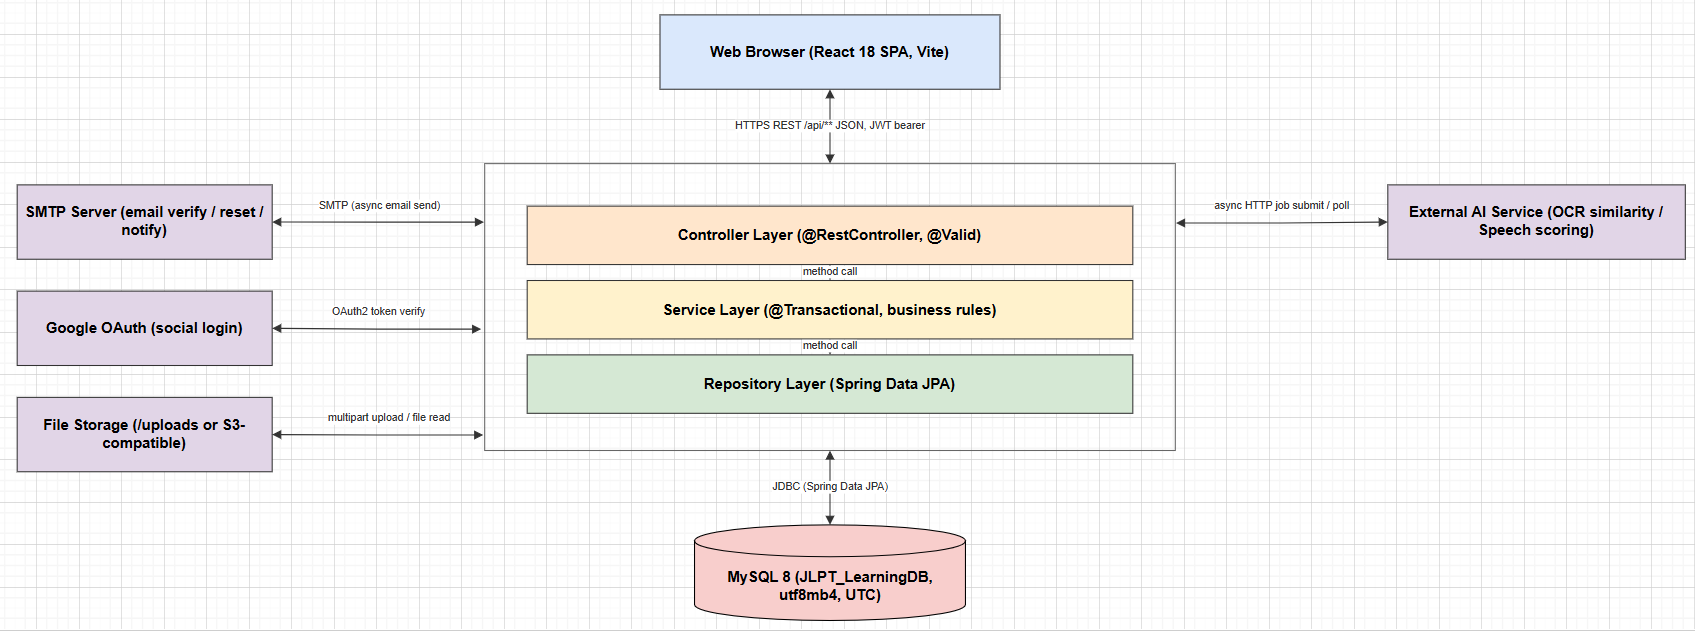 Web Browser (React 18 SPA, Vite)
HTTPS REST /api/** JSON, JWT bearer
SMTP Server (email verify / reset /
notify)
SMTP (async email send)
Google OAuth (social login)
OAuth2 token verify
File Storage (/uploads or S3-
compatible)
multipart upload / file read
Controller Layer (@RestController, @Valid)
method call
Service Layer (@Transactional, business rules)
method call
Repository Layer (Spring Data JPA)
async HTTP job submit / poll
External AI Service (OCR similarity /
Speech scoring)
JDBC (Spring Data JPA)
MySQL 8 (JLPT_LearningDB,
utf8mb4, UTC)